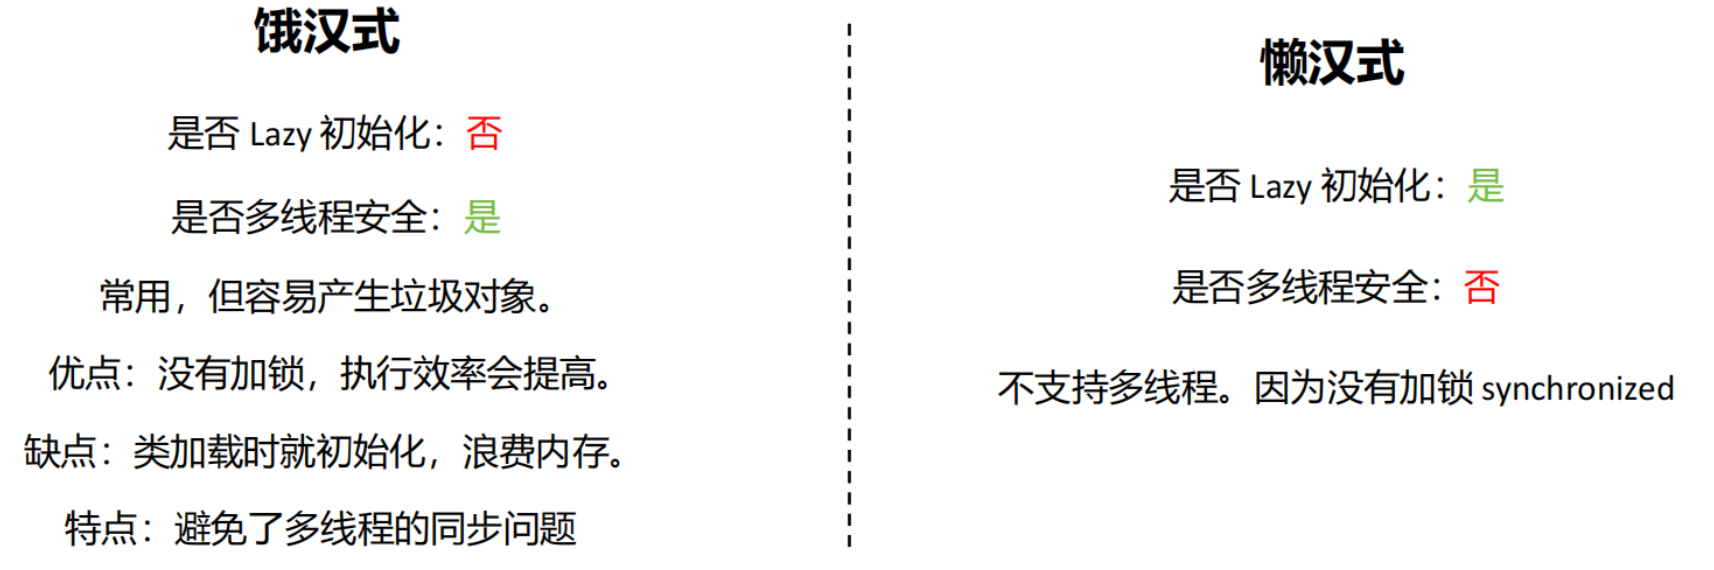 饿汉式
是否 Lazy 初始化：否
是否多线程安全：是
常用，但容易产生垃圾对象。
优点：没有加锁，执行效率会提高。
缺点：类加载时就初始化，浪费内存。
特点：避免了多线程的同步问题
懒汉式
是否 Lazy 初始化：是
是否多线程安全：否
不支持多线程。因为没有加锁 synchronized